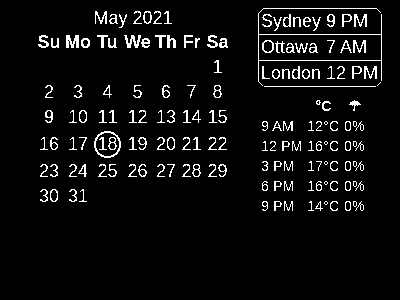 May 2021
Su Mo Tu We Th Fr Sa
1
2 3 4 5 6 7 8
9 10 11 12 13 14 15
16 17 18 19 20 21 22
23 24 25 26 27 28 29
30 31
Sydney 9 PM
Ottawa 7 AM
London 12 PM
°C ☂
9 AM 12°C 0%
12 PM 16°C 0%
3 PM 17°C 0%
6 PM 16°C 0%
9 PM 14°C 0%